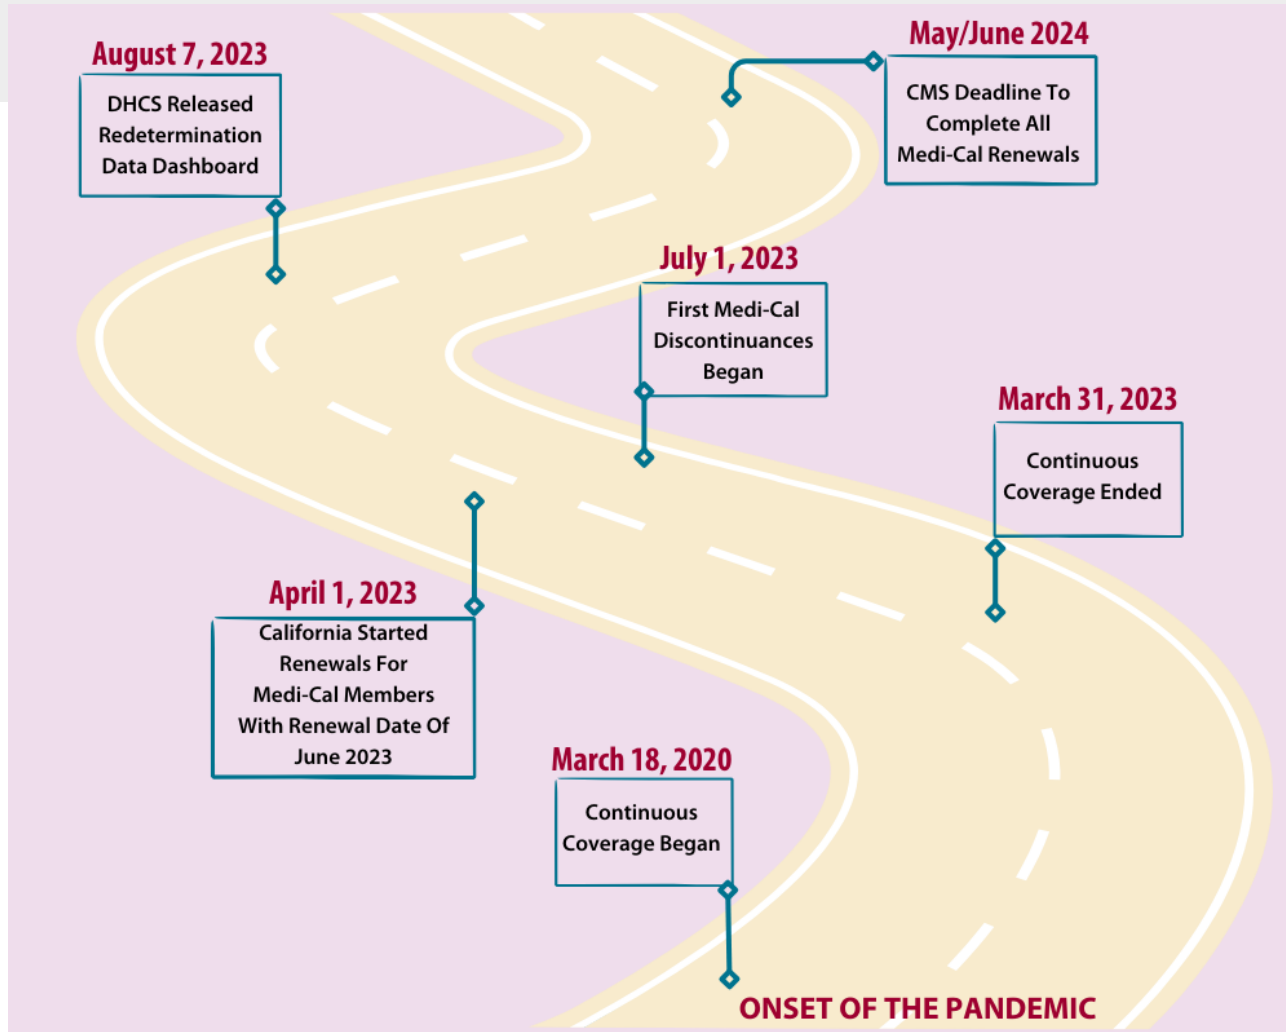 August 7, 2023
DHCS Released
Redetermination
Data Dashboard
May/June 2024
CMS Deadline To
Complete All
Medi-Cal Renewals
July 1, 2023
First Medi-Cal
Discontinuances
Began
March 31, 2023
Continuous
Coverage Ended
April 1, 2023
California Started
Renewals For
Medi-Cal Members
With Renewal Date Of
June 2023
March 18, 2020
Continuous
Coverage Began
ONSET OF THE PANDEMIC